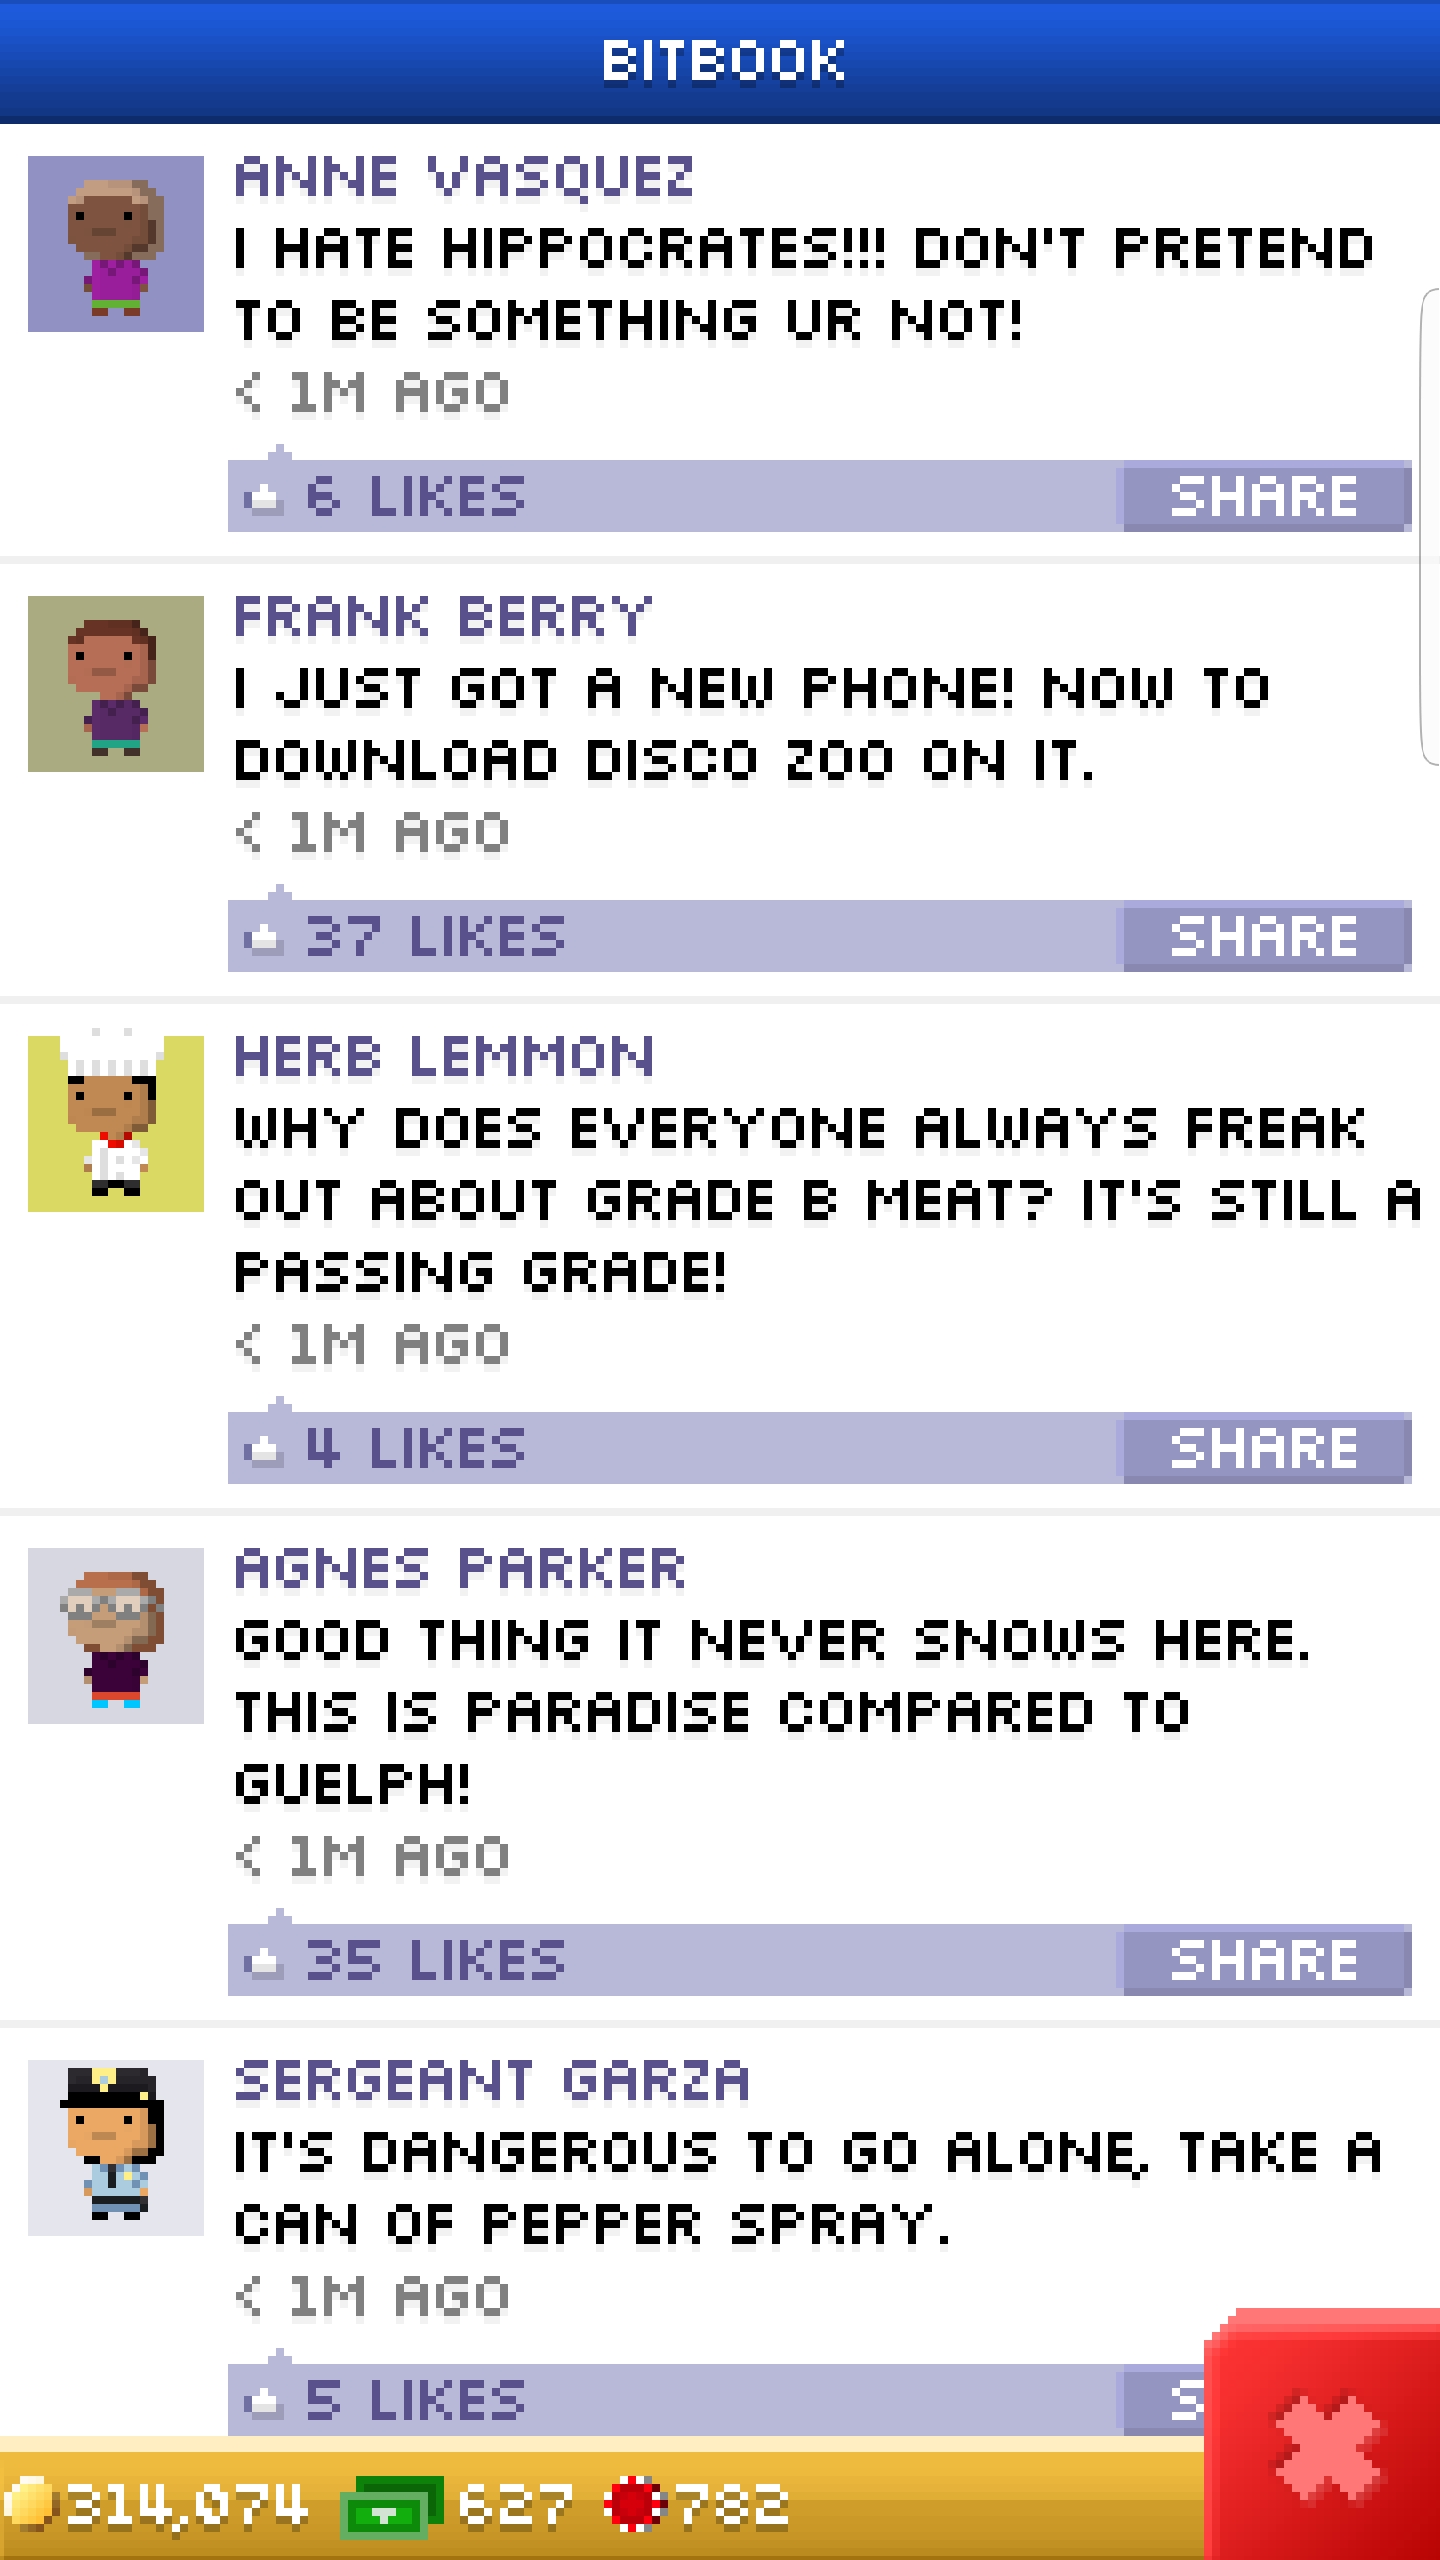 BITBOOK
ANNE VASQUEZ
I HATE HIPPOCRATES!!! DON'T PRETEND
TO BE SOMETHING UR NOT!
< 1M AGO
6 LIKES SHARE
FRANK BERRY
I JUST GOT A NEW PHONE! NOW TO
DOWNLOAD DISCO ZOO ON IT.
< 1M AGO
37 LIKES SHARE
HERB LEMMON
WHY DOES EVERYONE ALWAYS FREAK
OUT ABOUT GRADE B MEAT? IT'S STILL A
PASSING GRADE!
< 1M AGO
4 LIKES SHARE
AGNES PARKER
GOOD THING IT NEVER SNOWS HERE.
THIS IS PARADISE COMPARED TO
GUELPH!
< 1M AGO
35 LIKES SHARE
SERGEANT GARZA
IT'S DANGEROUS TO GO ALONE, TAKE A
CAN OF PEPPER SPRAY.
< 1M AGO
5 LIKES S
314,074 627 782